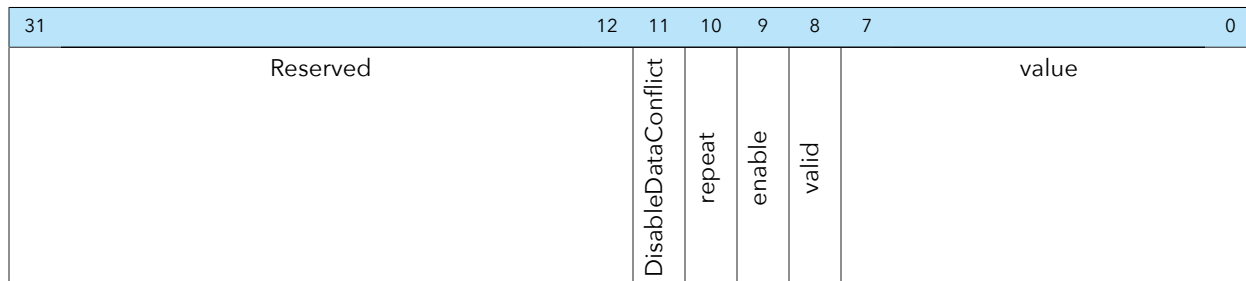 31 12 11 10 9 8 7 0
Reserved
DisableDataConflict
repeat
enable
valid
value